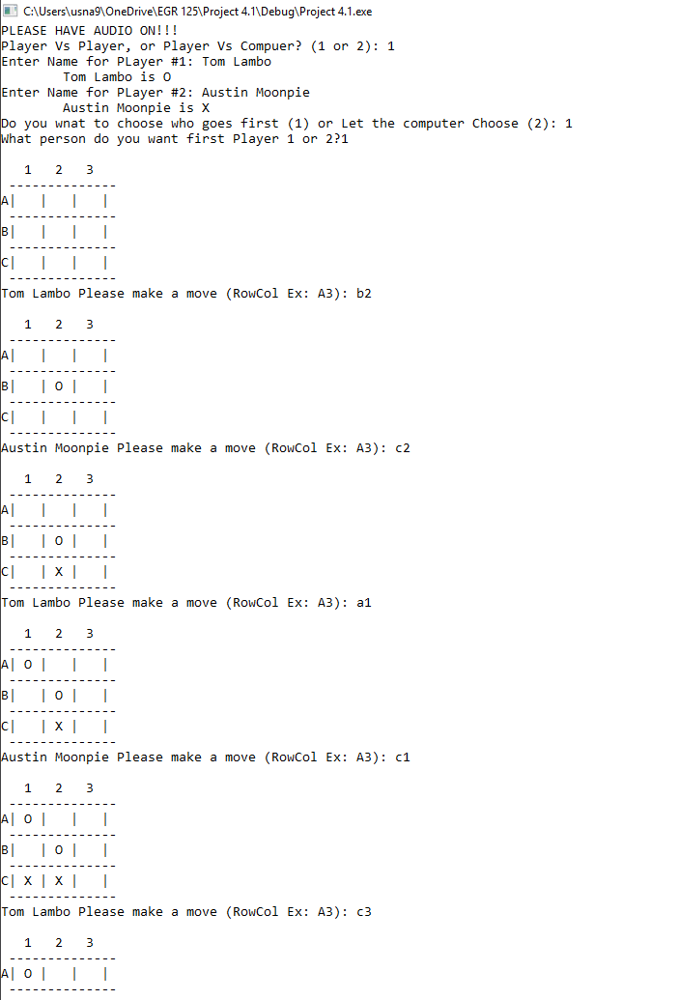 C:\Users\usna9\OneDrive\EGR 125\Project 4.1\Debug\Project 4.1.exe
PLEASE HAVE AUDIO ON!!!
Player Vs Player, or Player Vs Compuer? (1 or 2): 1
Enter Name for PLayer #1: Tom Lambo
        Tom Lambo is O
Enter Name for PLayer #2: Austin Moonpie
        Austin Moonpie is X
Do you wnat to choose who goes first (1) or Let the computer Choose (2): 1
What person do you want first Player 1 or 2?1

   1   2   3
 --------------
A|   |   |   |
 --------------
B|   |   |   |
 --------------
C|   |   |   |
 --------------
Tom Lambo Please make a move (RowCol Ex: A3): b2

   1   2   3
 --------------
A|   |   |   |
 --------------
B|   | O |   |
 --------------
C|   |   |   |
 --------------
Austin Moonpie Please make a move (RowCol Ex: A3): c2

   1   2   3
 --------------
A|   |   |   |
 --------------
B|   | O |   |
 --------------
C|   | X |   |
 --------------
Tom Lambo Please make a move (RowCol Ex: A3): a1

   1   2   3
 --------------
A| O |   |   |
 --------------
B|   | O |   |
 --------------
C|   | X |   |
 --------------
Austin Moonpie Please make a move (RowCol Ex: A3): c1

   1   2   3
 --------------
A| O |   |   |
 --------------
B|   | O |   |
 --------------
C| X | X |   |
 --------------
Tom Lambo Please make a move (RowCol Ex: A3): c3

   1   2   3
 --------------
A| O |   |   |
 --------------